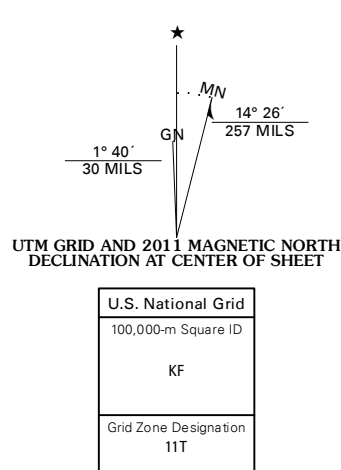 ★
MN
GN
14° 26´
257 MILS
1° 40´
30 MILS
UTM GRID AND 2011 MAGNETIC NORTH
DECLINATION AT CENTER OF SHEET
U.S. National Grid
100,000-m Square ID
KF
Grid Zone Designation
11T